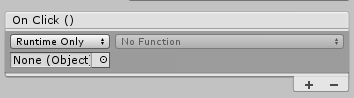 On Click ()
Runtime Only No Function
None (Object)